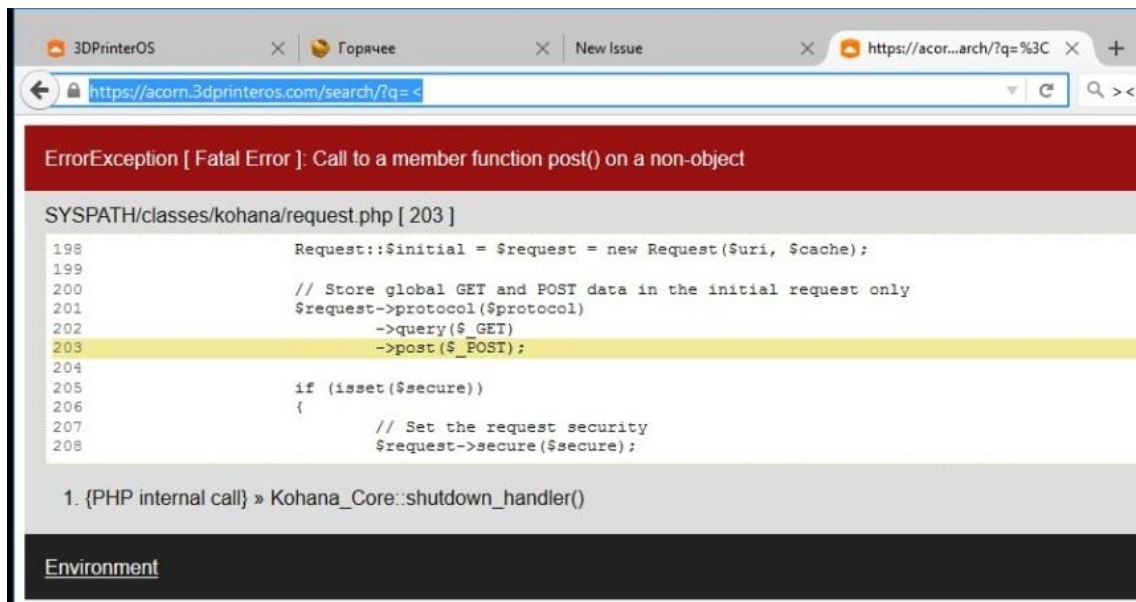 3DPrinterOS
Горячее
New Issue
https://acor...arch/?q=%3C
https://acorn.3dprinteros.com/search/?q=<
><
ErrorException [ Fatal Error ]: Call to a member function post() on a non-object
SYSPATH/classes/kohana/request.php [ 203 ]
198 Request::$initial = $request = new Request($uri, $cache);
199
200 // Store global GET and POST data in the initial request only
201 $request->protocol($protocol)
202 ->query($_GET)
203 ->post($_POST);
204
205 if (isset($secure))
206 {
207 // Set the request security
208 $request->secure($secure);
1. {PHP internal call} » Kohana_Core::shutdown_handler()
Environment